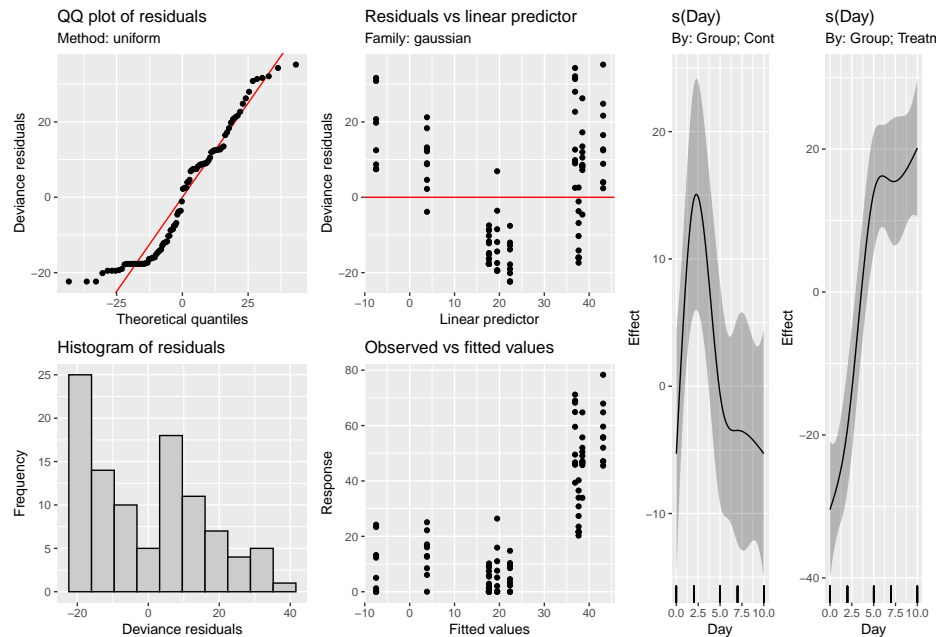 QQ plot of residuals
Method: uniform
20
0
−20
Deviance residuals
−25
0
25
Theoretical quantiles
Residuals vs linear predictor
Family: gaussian
20
0
−20
Deviance residuals
−10
0
10
20
30
40
Linear predictor
Histogram of residuals
25
20
15
10
5
0
Frequency
−20
0
20
40
Deviance residuals
Observed vs fitted values
80
60
40
20
0
Response
−10
0
10
20
30
40
Fitted values
s(Day)
By: Group; Cont
20
10
0
−10
Effect
0.0 2.5 5.0 7.5 10.0
Day
s(Day)
By: Group; Treatm
20
0
−20
−40
Effect
0.0 2.5 5.0 7.5 10.0
Day